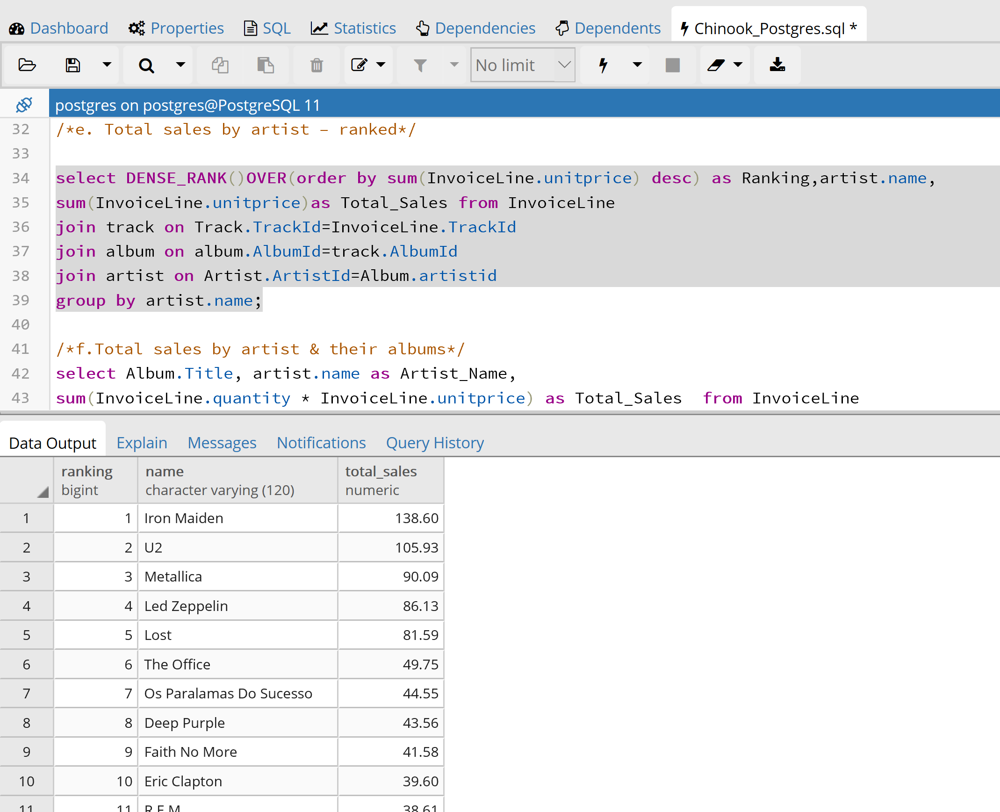 Dashboard Properties SQL Statistics Dependencies Dependents Chinook_Postgres.sql *
No limit
postgres on postgres@PostgreSQL 11
32 /*e. Total sales by artist – ranked*/
33
34 select DENSE_RANK()OVER(order by sum(InvoiceLine.unitprice) desc) as Ranking,artist.name,
35 sum(InvoiceLine.unitprice)as Total_Sales from InvoiceLine
36 join track on Track.TrackId=InvoiceLine.TrackId
37 join album on album.AlbumId=track.AlbumId
38 join artist on Artist.ArtistId=Album.artistid
39 group by artist.name;
40
41 /*f.Total sales by artist & their albums*/
42 select Album.Title, artist.name as Artist_Name,
43 sum(InvoiceLine.quantity * InvoiceLine.unitprice) as Total_Sales  from InvoiceLine
Data Output Explain Messages Notifications Query History
ranking name total_sales
bigint character varying (120) numeric
1 1 Iron Maiden 138.60
2 2 U2 105.93
3 3 Metallica 90.09
4 4 Led Zeppelin 86.13
5 5 Lost 81.59
6 6 The Office 49.75
7 7 Os Paralamas Do Sucesso 44.55
8 8 Deep Purple 43.56
9 9 Faith No More 41.58
10 10 Eric Clapton 39.60
11 11 R.E.M. 38.61